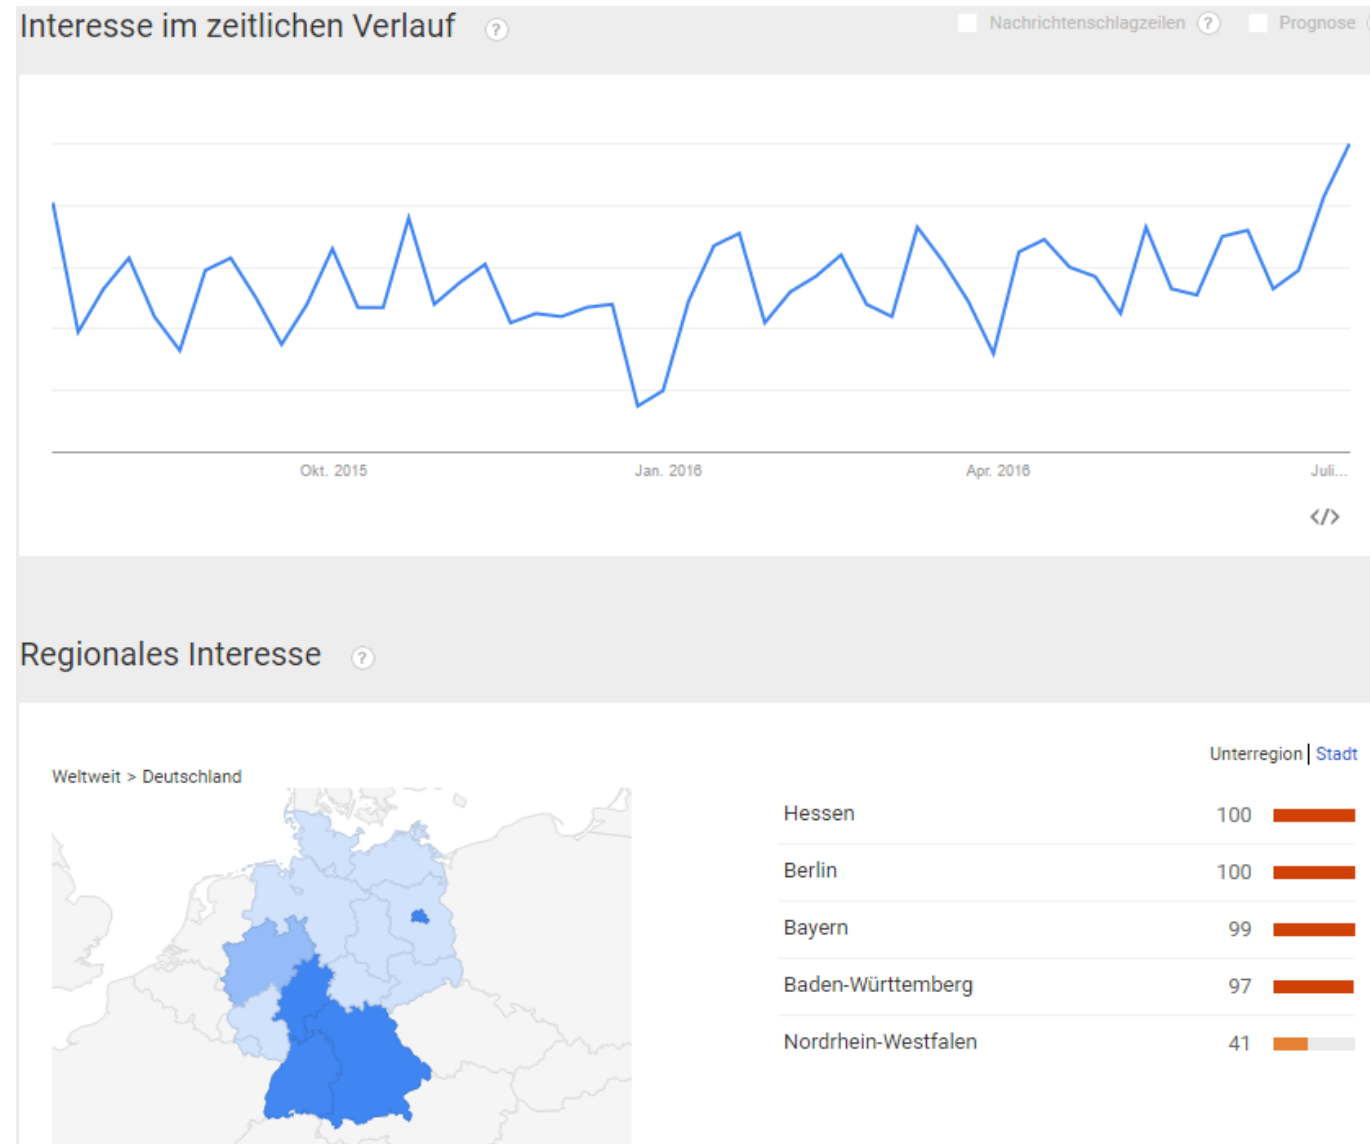 Interesse im zeitlichen Verlauf ?
Nachrichtenschlagzeilen ? Prognose
Okt. 2015 Jan. 2016 Apr. 2016 Juli...
</>
Regionales Interesse ?
Unterregion | Stadt
Weltweit > Deutschland
Hessen 100
Berlin 100
Bayern 99
Baden-Württemberg 97
Nordrhein-Westfalen 41